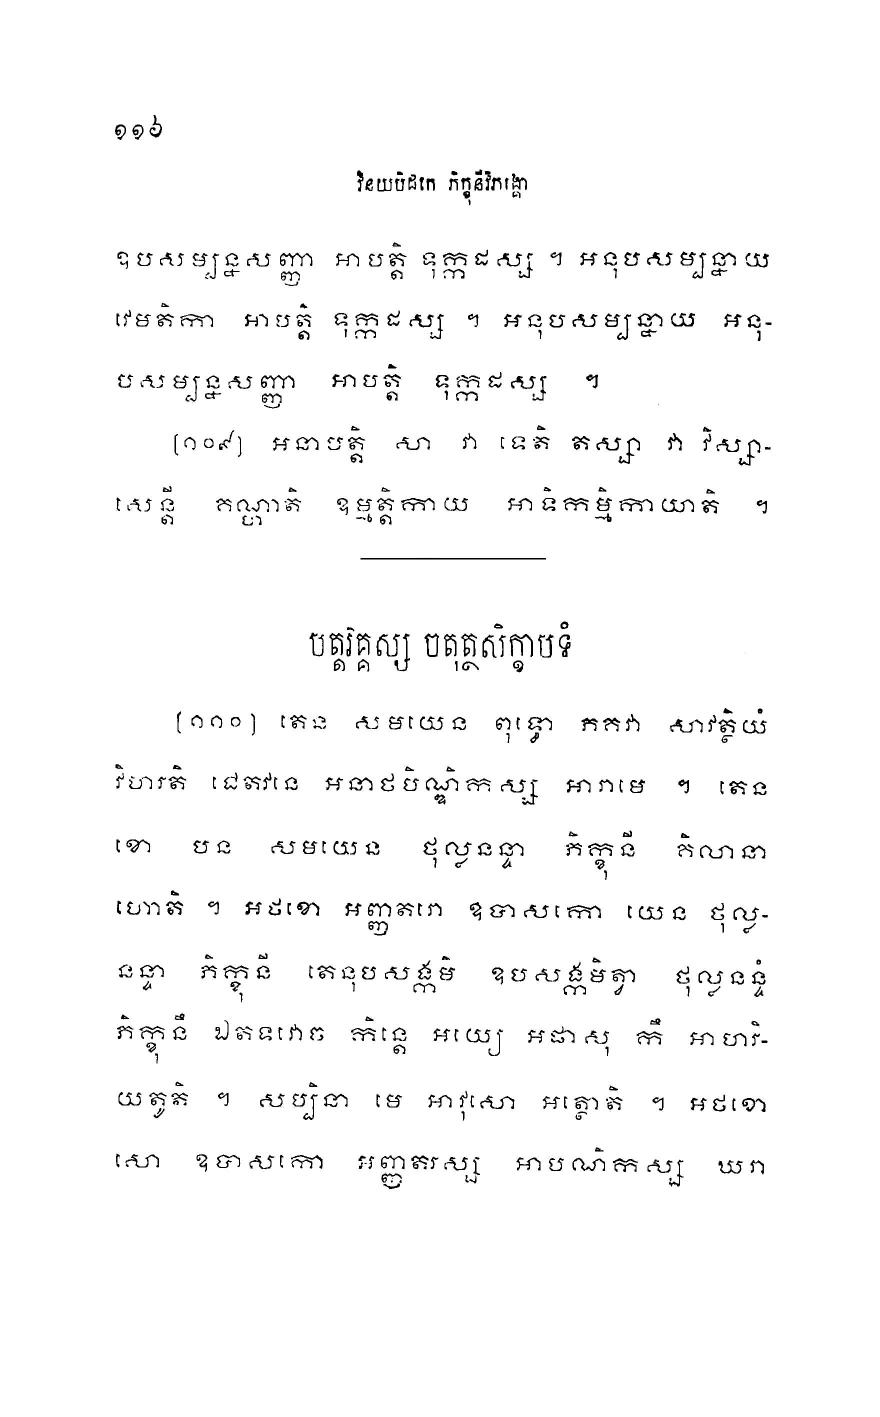 ១១៦
វិនយបិដកេ ភិក្ខុនីវិភង្គោ
ឧបសម្បន្នសញ្ញា អាបត្តិ ទុក្កដស្ស ។ អនុបសម្បន្នាយ
វេមតិកា អាបត្តិ ទុក្កដស្ស ។ អនុបសម្បន្នាយ អនុ-
បសម្បន្នសញ្ញា អាបត្តិ ទុក្កដស្ស ។
[១០៩] អនាបត្តិ សា វា ទេតិ តស្សា វា វិស្សា-
សេន្តី គណ្ហាតិ ឧម្មត្តិកាយ អាទិកម្មិកាយាតិ ។
បត្តវគ្គស្ស ចតុត្ថសិក្ខាបទំ
[១១០] តេន សមយេន ពុទ្ធោ ភគវា សាវត្ថិយំ
វិហរតិ ជេតវនេ អនាថបិណ្ឌិកស្ស អារាមេ ។ តេន
ខោ បន សមយេន ថុល្លនន្ទា ភិក្ខុនី គិលានា
ហោតិ ។ អថខោ អញ្ញតរោ ឧបាសកោ យេន ថុល្ល-
នន្ទា ភិក្ខុនី តេនុបសង្កមិ ឧបសង្កមិត្វា ថុល្លនន្ទំ
ភិក្ខុនឹ ឯតទវោច កិន្តេ អយ្យេ អផាសុ កឹ អាហរិ-
យតូតិ ។ សប្បិនា មេ អាវុសោ អត្ថោតិ ។ អថខោ
សោ ឧបាសកោ អញ្ញតរស្ស អាបណិកស្ស ឃរា